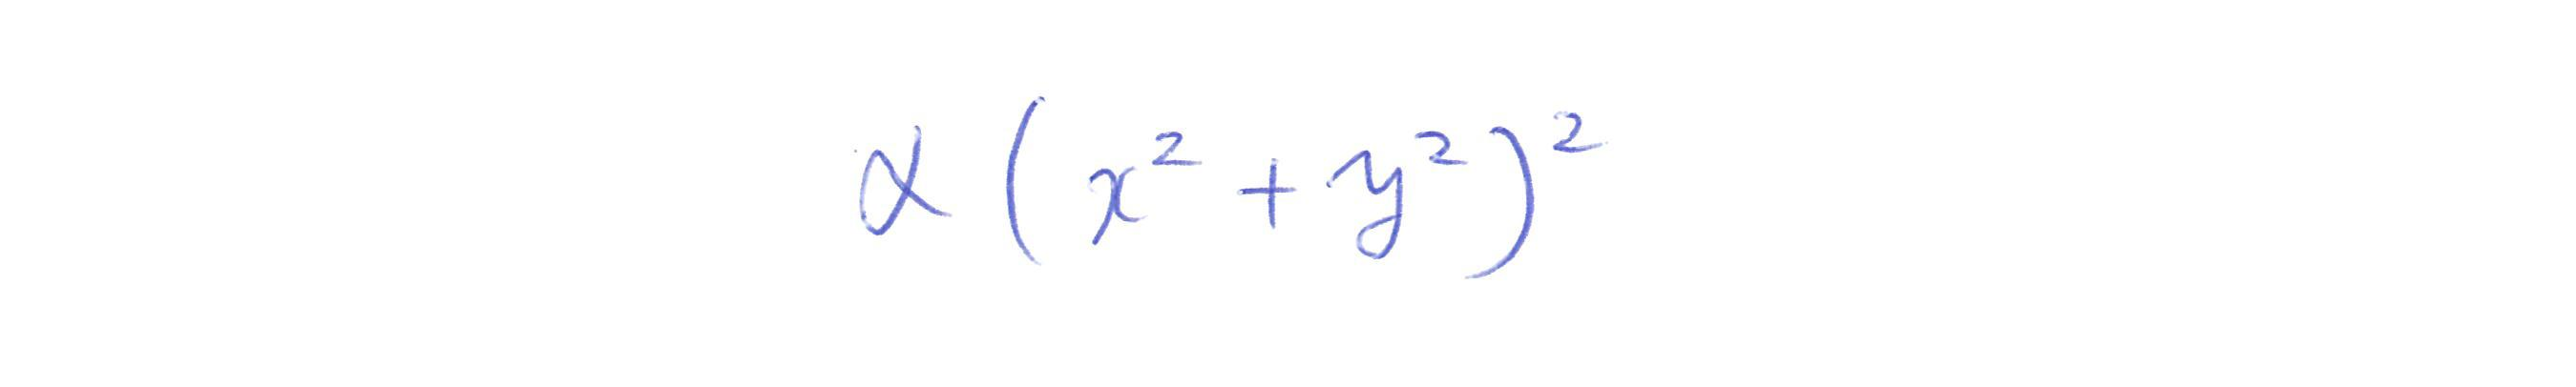 α(x² + y²)²